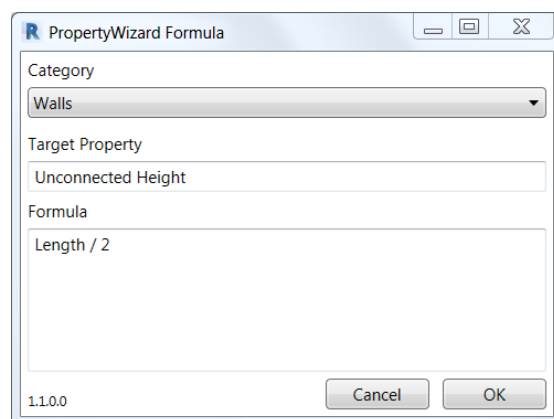 PropertyWizard Formula
Category
Walls
Target Property
Unconnected Height
Formula
Length / 2
1.1.0.0
Cancel
OK